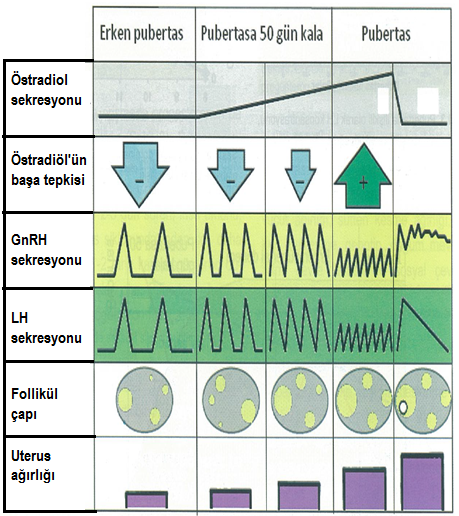 Erken pubertas
Pubertasa 50 gün kala
Pubertas
Östradiol
sekresyonu
Östradiöl'ün
başa tepkisi
-
-
-
+
GnRH
sekresyonu
LH
sekresyonu
Follikül
çapı
Uterus
ağırlığı